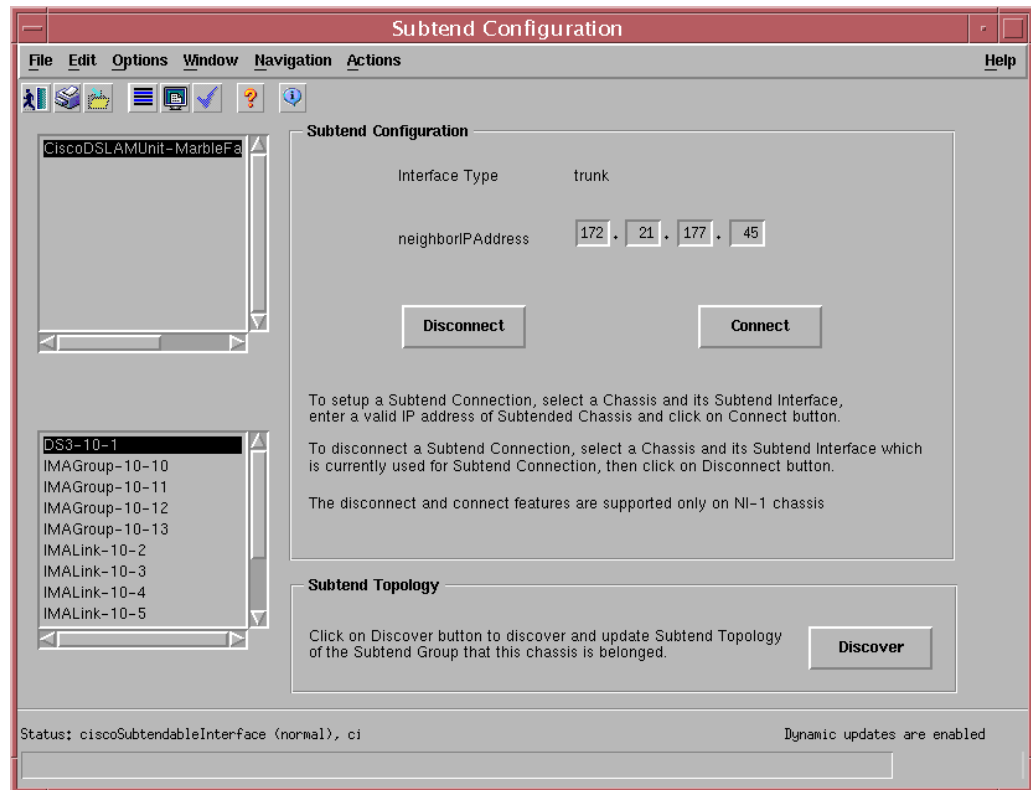 Subtend Configuration
File Edit Options Window Navigation Actions Help
CiscoDSLAMUnit-MarbleFa
Subtend Configuration
Interface Type trunk
neighborIPAddress 172 . 21 . 177 . 45
Disconnect Connect
To setup a Subtend Connection, select a Chassis and its Subtend Interface,
enter a valid IP address of Subtended Chassis and click on Connect button.
To disconnect a Subtend Connection, select a Chassis and its Subtend Interface which
is currently used for Subtend Connection, then click on Disconnect button.
The disconnect and connect features are supported only on NI-1 chassis
DS3-10-1
IMAGroup-10-10
IMAGroup-10-11
IMAGroup-10-12
IMAGroup-10-13
IMALink-10-2
IMALink-10-3
IMALink-10-4
IMALink-10-5
Subtend Topology
Click on Discover button to discover and update Subtend Topology
of the Subtend Group that this chassis is belonged.
Discover
Status: ciscoSubtendableInterface (normal), ci
Dynamic updates are enabled